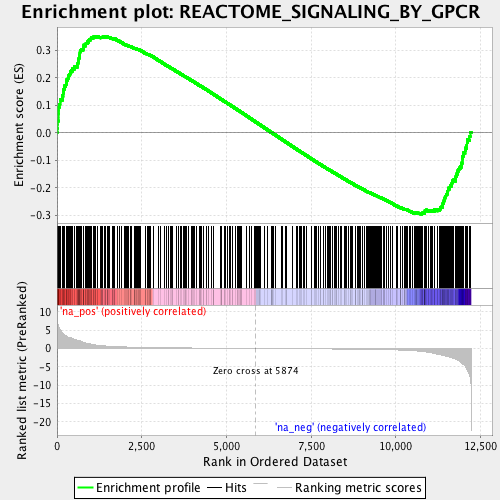 Enrichment plot: REACTOME_SIGNALING_BY_GPCR
Enrichment score (ES)
0.3
0.2
0.1
0.0
-0.1
-0.2
-0.3
'na_pos' (positively correlated)
Ranked list metric (PreRanked)
10
5
0
-5
-10
-15
-20
Zero cross at 5874
'na_neg' (negatively correlated)
0
2,500
5,000
7,500
10,000
12,500
Rank in Ordered Dataset
Enrichment profile
Hits
Ranking metric scores